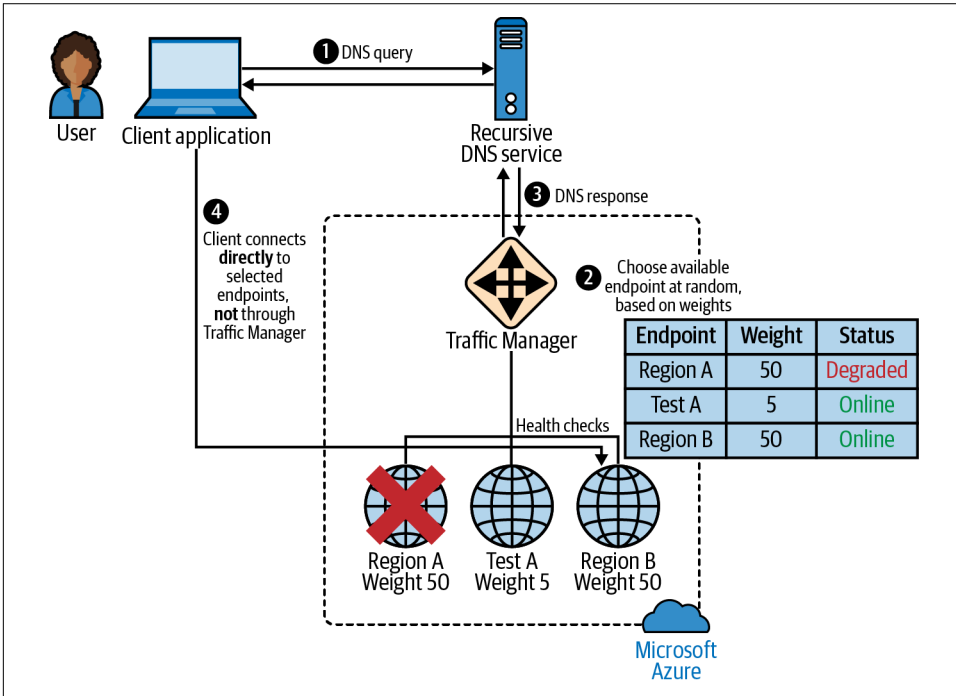 1 DNS query
User
Client application
Recursive
DNS service
3 DNS response
4
Client connects
directly to
selected
endpoints,
not through
Traffic Manager
2 Choose available
endpoint at random,
based on weights
Traffic Manager
Endpoint Weight Status
Region A 50 Degraded
Test A 5 Online
Region B 50 Online
Health checks
Region A
Weight 50
Test A
Weight 5
Region B
Weight 50
Microsoft
Azure